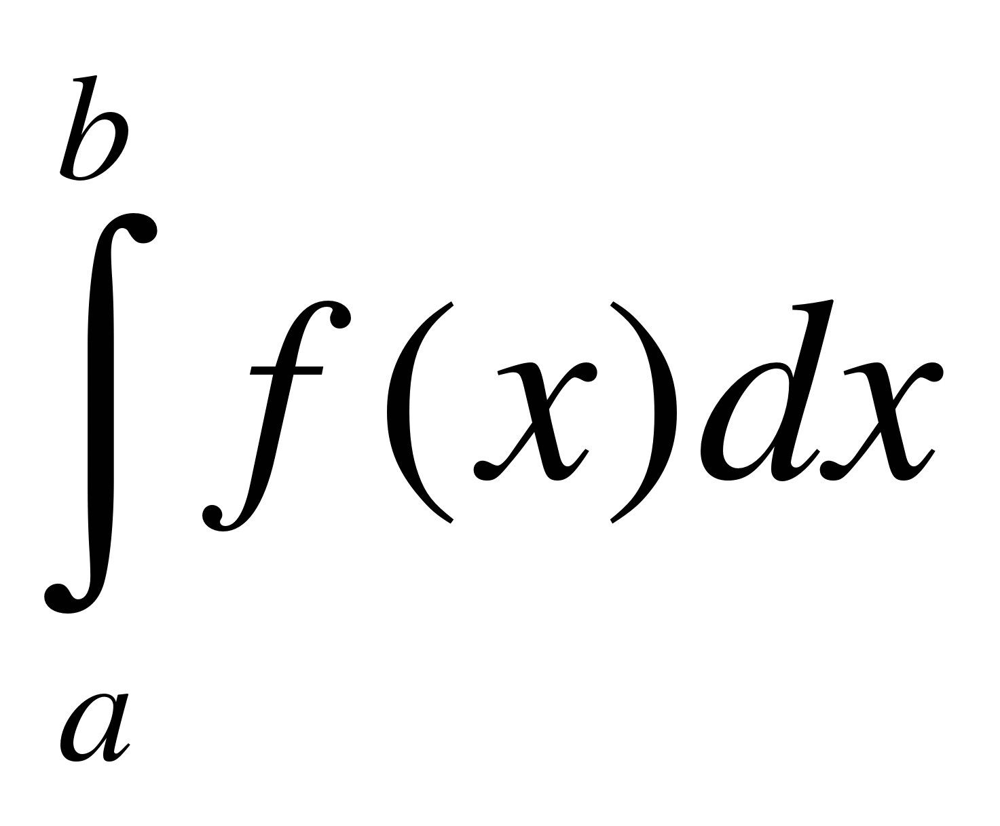 b
∫ f (x)dx
a